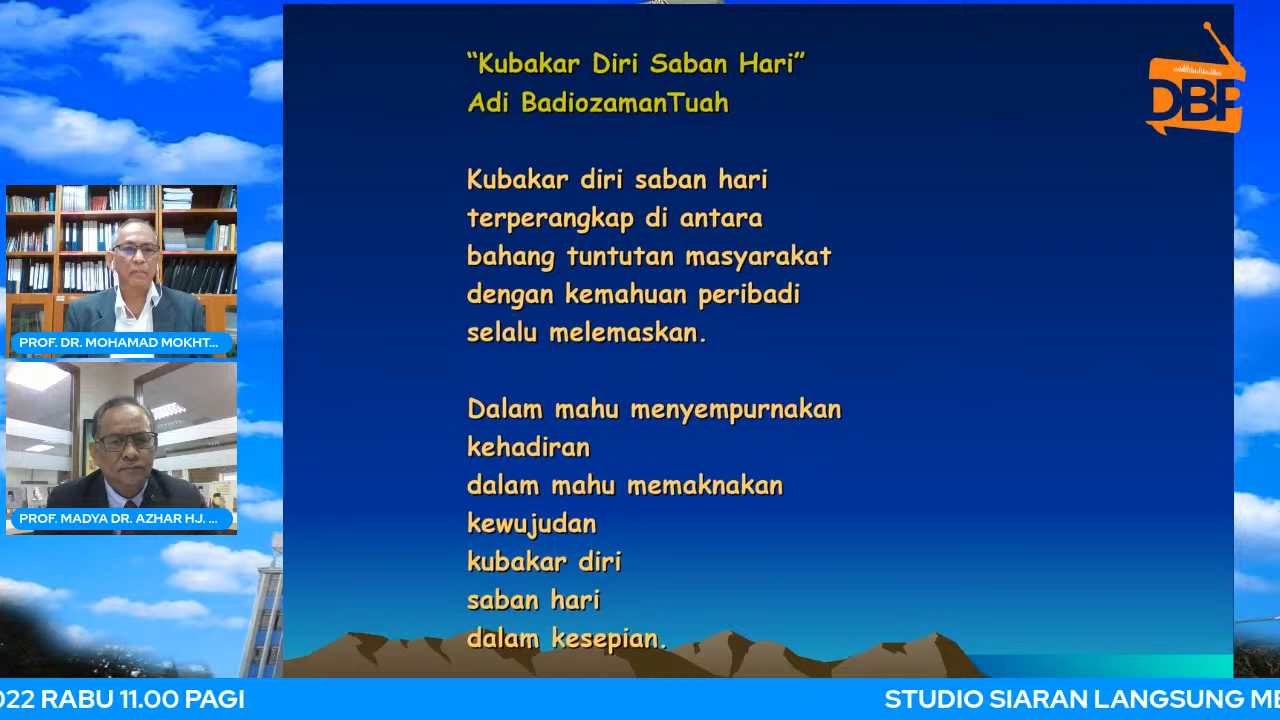 “Kubakar Diri Saban Hari”
Adi BadiozamanTuah
Kubakar diri saban hari
terperangkap di antara
bahang tuntutan masyarakat
dengan kemahuan peribadi
selalu melemaskan.
Dalam mahu menyempurnakan
kehadiran
dalam mahu memaknakan
kewujudan
kubakar diri
saban hari
dalam kesepian.
DBP
PROF. DR. MOHAMAD MOKHT...
PROF. MADYA DR. AZHAR HJ. ...
022 RABU 11.00 PAGI
STUDIO SIARAN LANGSUNG ME